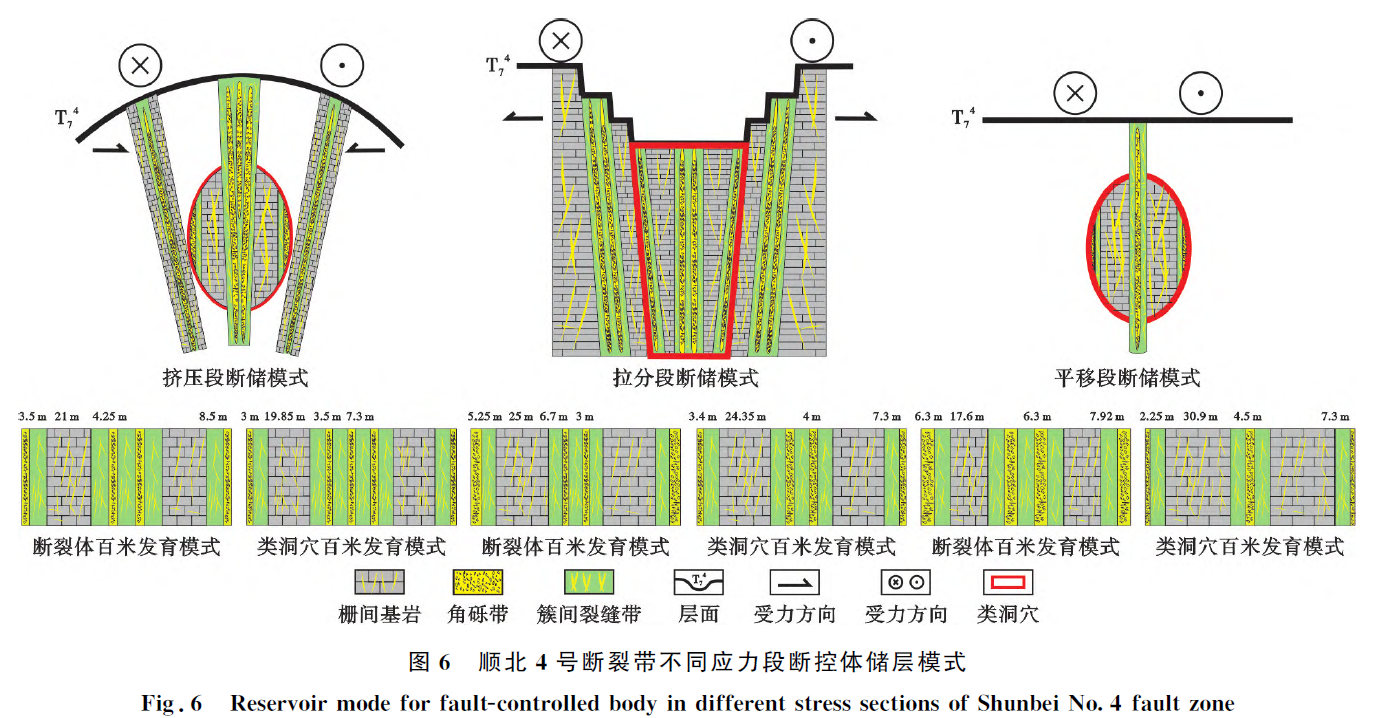 T₇⁴
T₇⁴
T₇⁴
挤压段断储模式 拉分段断储模式 平移段断储模式
3.5 m 21 m 4.25 m 8.5 m 3 m 19.85 m 3.5 m 7.3 m 5.25 m 25 m 6.7 m 3 m 3.4 m 24.35 m 4 m 7.3 m 6.3 m 17.6 m 6.3 m 7.92 m 2.25 m 30.9 m 4.5 m 7.3 m
断裂体百米发育模式 类洞穴百米发育模式 断裂体百米发育模式 类洞穴百米发育模式 断裂体百米发育模式 类洞穴百米发育模式
T₇⁴
栅间基岩 角砾带 簇间裂缝带 层面 受力方向 受力方向 类洞穴
图 6 顺北 4 号断裂带不同应力段断控体储层模式
Fig. 6 Reservoir mode for fault-controlled body in different stress sections of Shunbei No. 4 fault zone